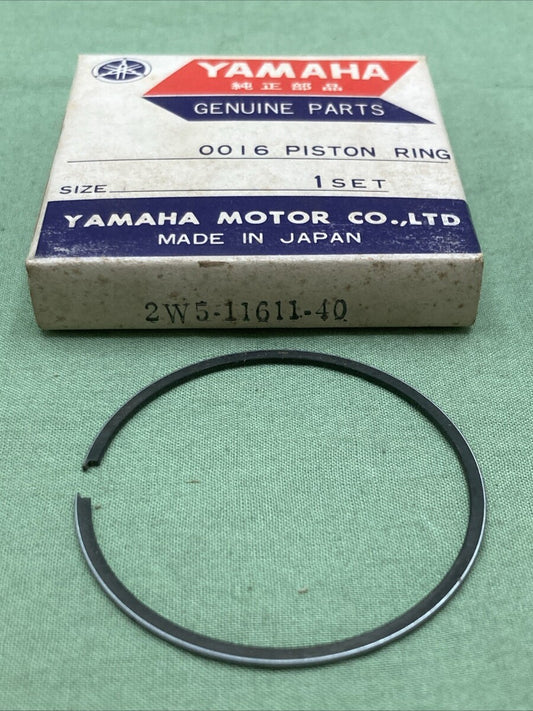 YAMAHA
純正部品
GENUINE PARTS
0016 PISTON RING
SIZE 1 SET
YAMAHA MOTOR CO.,LTD
MADE IN JAPAN
2W5-11611-40